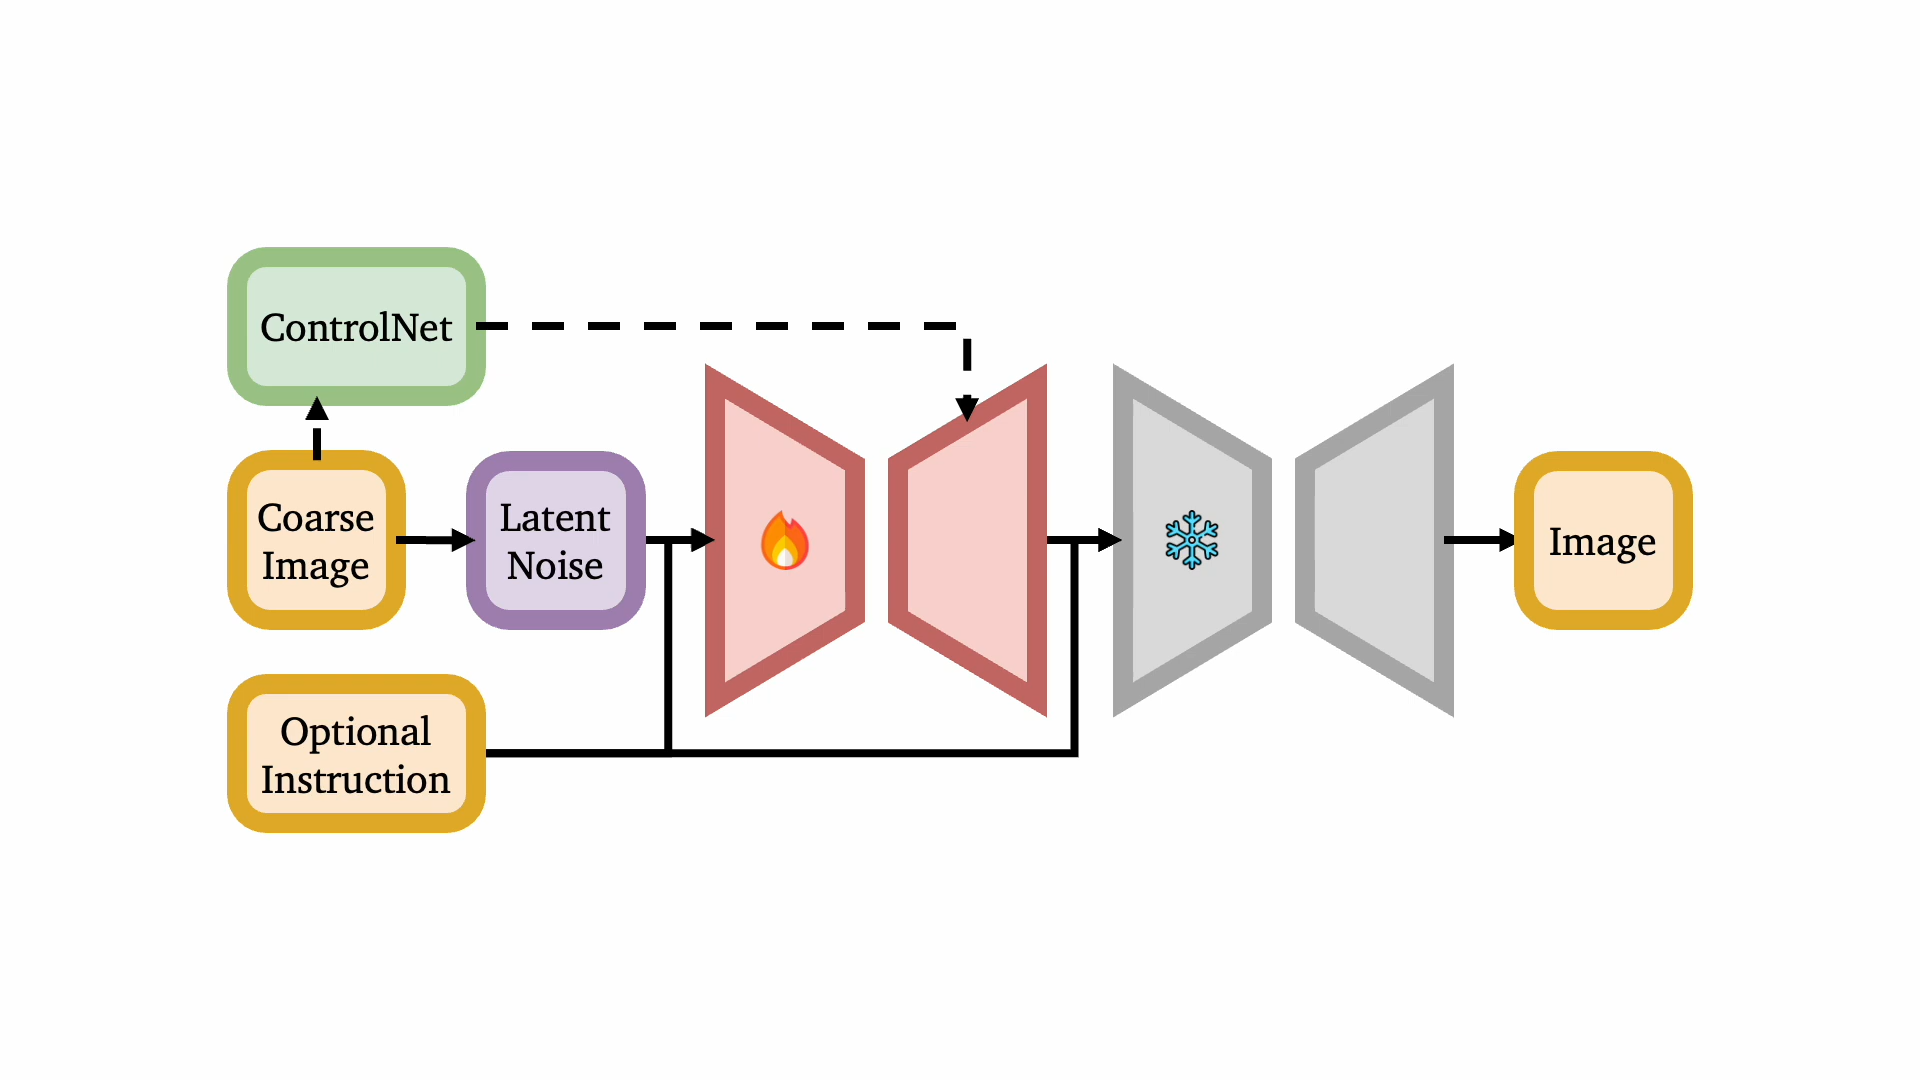 ControlNet
Coarse
Image
Latent
Noise
Image
Optional
Instruction